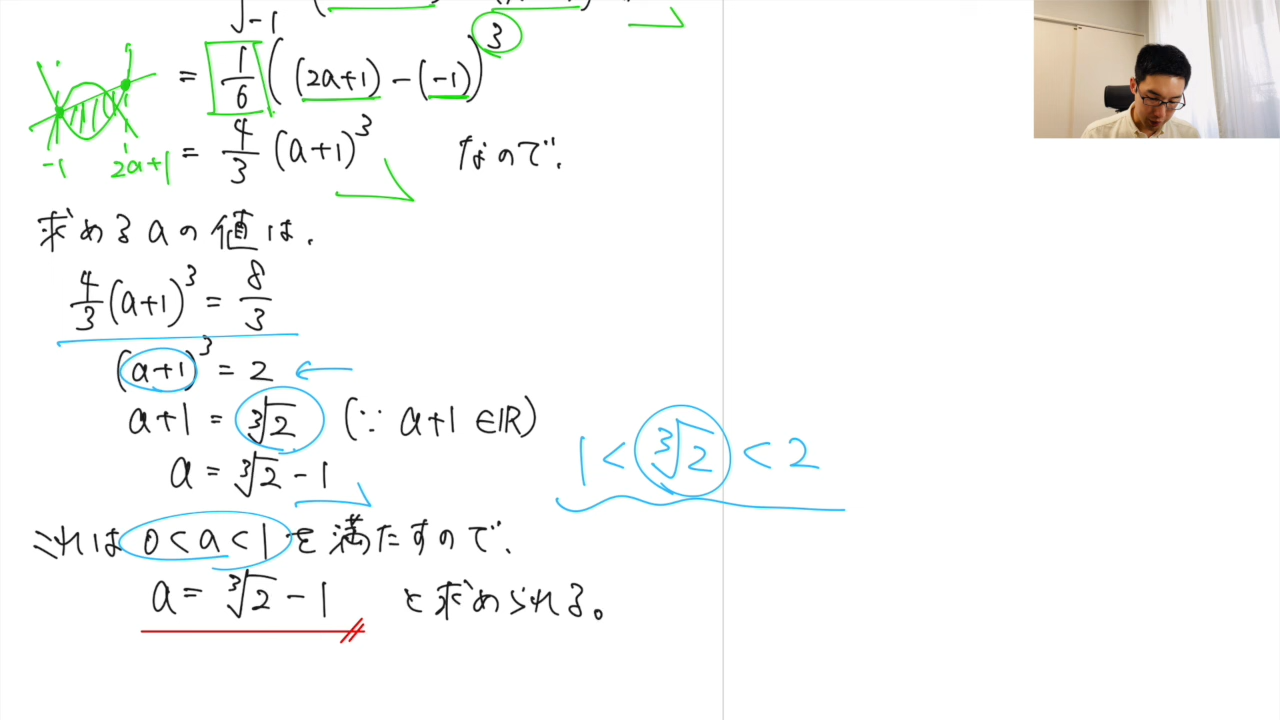 = 1/6 ( (2a+1) - (-1) )^3
-1 2a+1
= 4/3 (a+1)^3 なので、
求める a の値は、
4/3 (a+1)^3 = 8/3
(a+1)^3 = 2 ←
a+1 = ∛2 (∵ a+1 ∈ ℝ)
1 < ∛2 < 2
a = ∛2 - 1
これは 0 < a < 1 を満たすので、
a = ∛2 - 1 と求められる。